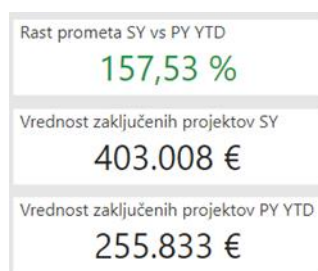 Rast prometa SY vs PY YTD
157,53 %
Vrednost zaključenih projektov SY
403.008 €
Vrednost zaključenih projektov PY YTD
255.833 €